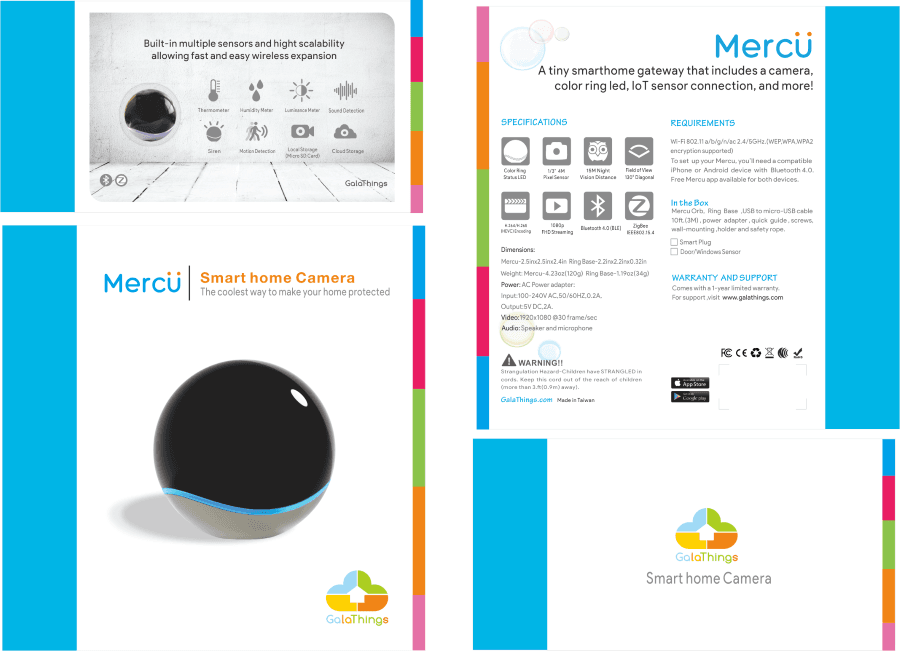 Built-in multiple sensors and hight scalability
allowing fast and easy wireless expansion
Thermometer
Humidity Meter
Luminance Meter
Sound Detection
Siren
Motion Detection
Local Storage
(Micro SD Card)
Cloud Storage
GalaThings
Mercü
Smart home Camera
The coolest way to make your home protected
GalaThings
Mercü
A tiny smarthome gateway that includes a camera,
color ring led, IoT sensor connection, and more!
SPECIFICATIONS
Color Ring
Status LED
1/3" 4M
Pixel Sensor
15M Night
Vision Distance
Field of View
130° Diagonal
H.264/H.265
(HEVC) Encoding
1080p
FHD Streaming
Bluetooth 4.0 (BLE)
ZigBee
IEEE802.15.4
Dimensions:
Mercu-2.5inx2.5inx2.4in Ring Base-2.2inx2.2inx0.32in
Weight: Mercu-4.23oz(120g) Ring Base-1.19oz(34g)
Power: AC Power adapter:
Input:100-240V AC,50/60HZ,0.2A.
Output:5V DC,2A.
Video:1920x1080 @30 frame/sec
Audio: Speaker and microphone
WARNING!!
Strangulation Hezard-Children have STRANGLED in
cords. Keep this cord out of the reach of children
(more than 3.ft(0.9m) away).
GalaThings.com Made in Taiwan
REQUIREMENTS
Wi-Fi 802.11 a/b/g/n/ac 2.4/5GHz.(WEP,WPA,WPA2
encryption supported)
To set up your Mercu, you'll need a compatible
iPhone or Android device with Bluetooth 4.0.
Free Mercu app available for both devices.
In the Box
Mercu Orb, Ring Base ,USB to micro-USB cable
10ft.(3M) , power adapter , quick guide , screws,
wall-mounting ,holder and safety rope.
Smart Plug
Door/Windows Sensor
WARRANTY AND SUPPORT
Comes with a 1-year limited warranty.
For support ,visit www.galathings.com
FC CE
App Store
Google play
GalaThings
Smart home Camera